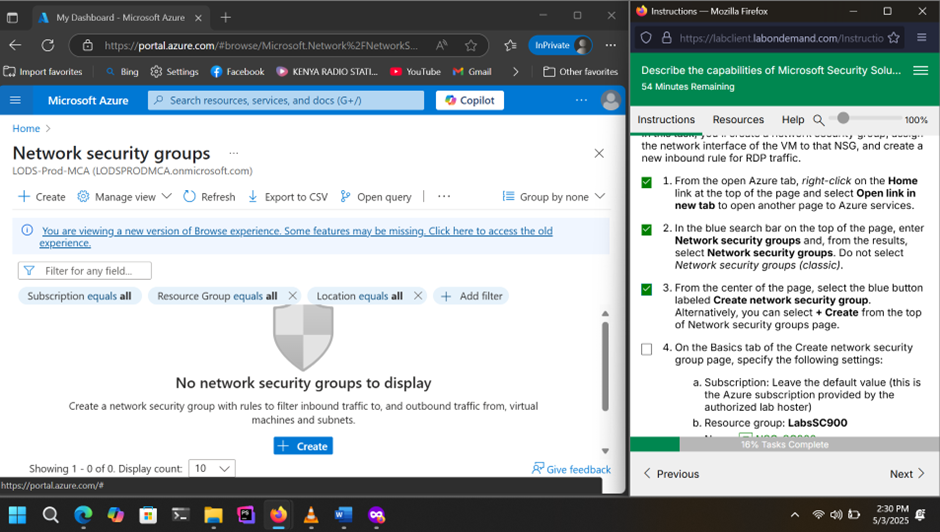 My Dashboard - Microsoft Azure
https://portal.azure.com/#browse/Microsoft.Network%2FNetworkS...
InPrivate
Import favorites
Bing
Settings
Facebook
KENYA RADIO STATI...
YouTube
Gmail
Other favorites
Microsoft Azure
Search resources, services, and docs (G+/)
Copilot
Home
Network security groups
LODS-Prod-MCA (LODSPRODMCA.onmicrosoft.com)
Create
Manage view
Refresh
Export to CSV
Open query
Group by none
You are viewing a new version of Browse experience. Some features may be missing. Click here to access the old
experience.
Filter for any field...
Subscription equals all
Resource Group equals all
Location equals all
Add filter
No network security groups to display
Create a network security group with rules to filter inbound traffic to, and outbound traffic from, virtual
machines and subnets.
+ Create
Showing 1 - 0 of 0. Display count: 10
Give feedback
https://portal.azure.com/#
Instructions — Mozilla Firefox
https://labclient.labondemand.com/Instructio
Describe the capabilities of Microsoft Security Solu...
54 Minutes Remaining
Instructions
Resources
Help
100%
the network interface of the VM to that NSG, and create a
new inbound rule for RDP traffic.
1. From the open Azure tab, right-click on the Home
link at the top of the page and select Open link in
new tab to open another page to Azure services.
2. In the blue search bar on the top of the page, enter
Network security groups and, from the results,
select Network security groups. Do not select
Network security groups (classic).
3. From the center of the page, select the blue button
labeled Create network security group.
Alternatively, you can select + Create from the top
of Network security groups page.
4. On the Basics tab of the Create network security
group page, specify the following settings:
a. Subscription: Leave the default value (this is
the Azure subscription provided by the
authorized lab hoster)
b. Resource group: LabsSC900
16% Tasks Complete
Previous
Next
2:30 PM
5/3/2025